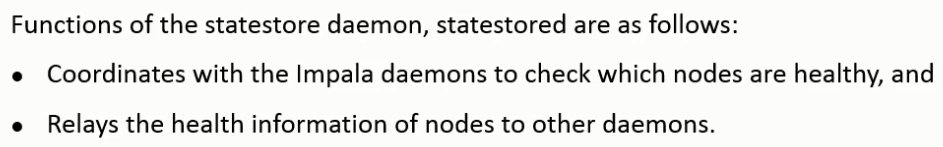 Functions of the statestore daemon, statestored are as follows:
• Coordinates with the Impala daemons to check which nodes are healthy, and
• Relays the health information of nodes to other daemons.